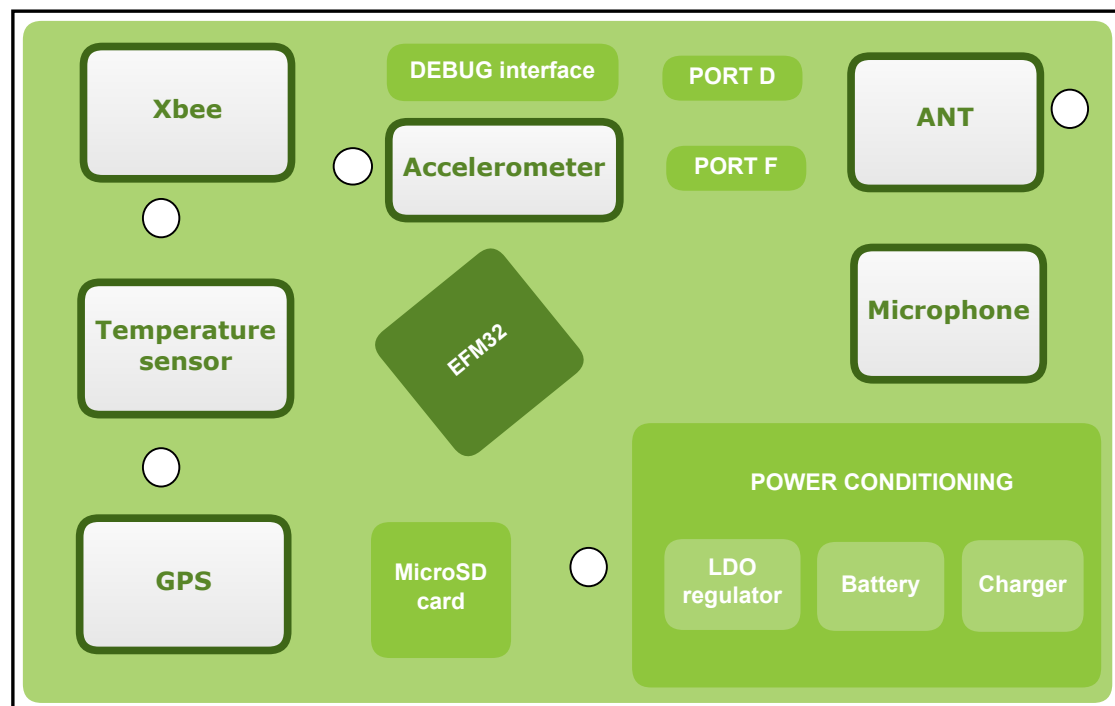 DEBUG interface
PORT D
Xbee
ANT
Accelerometer
PORT F
Temperature
sensor
EFM32
Microphone
POWER CONDITIONING
GPS
MicroSD
card
LDO
regulator
Battery
Charger